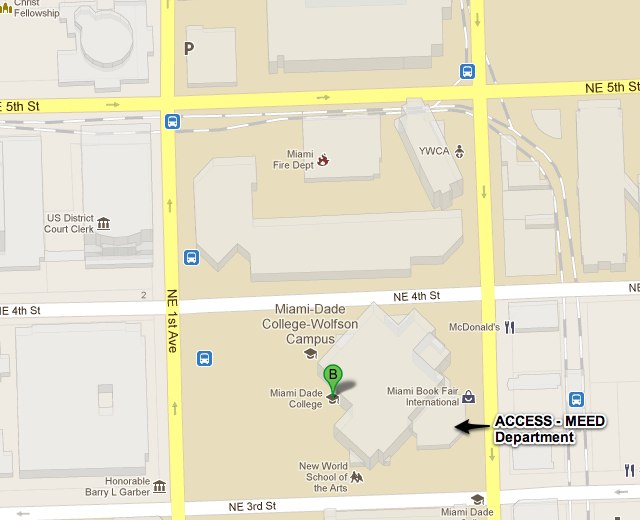 Christ
Fellowship
P
NE 5th St
NE 5th St
YWCA
Miami
Fire Dept
US District
Court Clerk
2
NE 4th St
NE 4th St
NE
NE 1st Ave
Miami-Dade
College-Wolfson
Campus
McDonald's
B
Miami Dade
College
Miami Book Fair
International
ACCESS - MEED
Department
New World
School of
the Arts
Honorable
Barry L Garber
NE 3rd St
Miami Dade